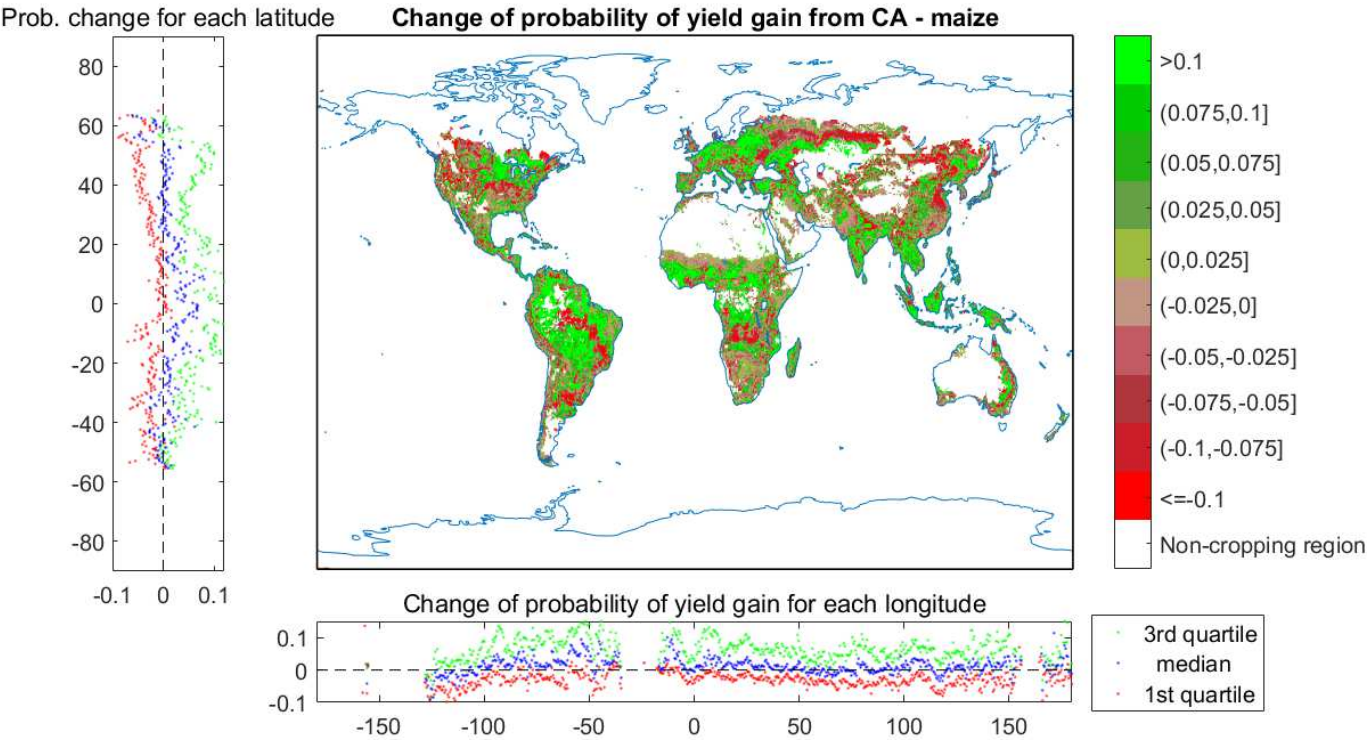 Prob. change for each latitude
Change of probability of yield gain from CA - maize
80
60
40
20
0
-20
-40
-60
-80
-0.1 0 0.1
>0.1
(0.075,0.1]
(0.05,0.075]
(0.025,0.05]
(0,0.025]
(-0.025,0]
(-0.05,-0.025]
(-0.075,-0.05]
(-0.1,-0.075]
<=-0.1
Non-cropping region
Change of probability of yield gain for each longitude
0.1
0
-0.1
-150 -100 -50 0 50 100 150
3rd quartile
median
1st quartile